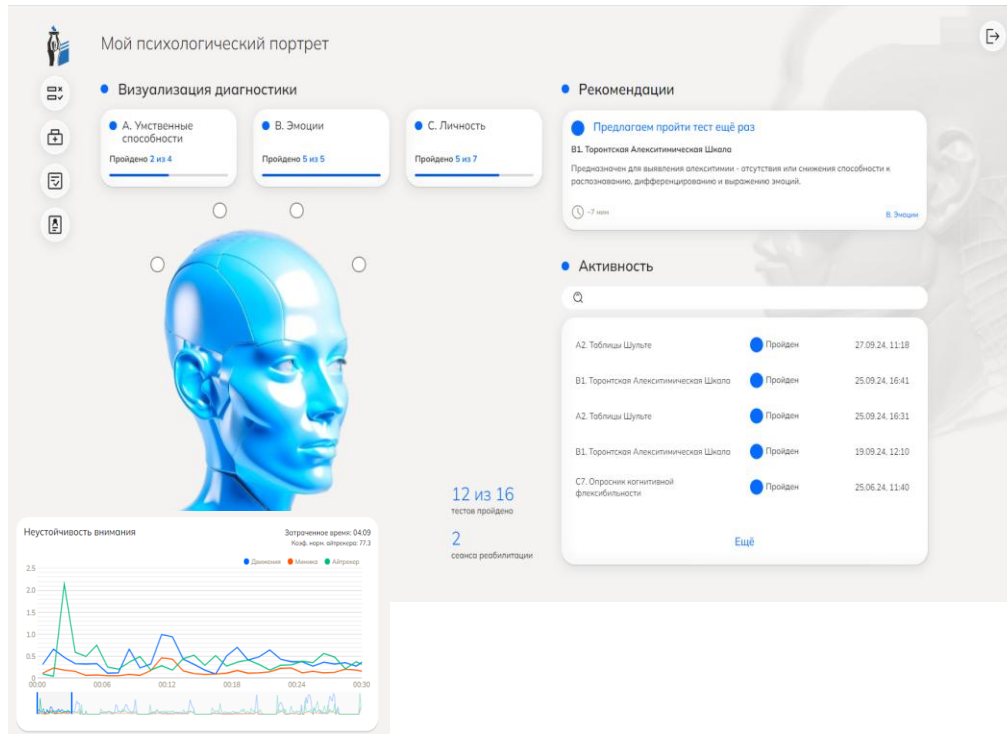 Мой психологический портрет
Визуализация диагностики
A. Умственные
способности
Пройдено 2 из 4
B. Эмоции
Пройдено 5 из 5
C. Личность
Пройдено 5 из 7
Рекомендации
Предлагаем пройти тест ещё раз
B1. Торонтская Алекситимическая Шкала
Предназначен для выявления алекситимии - отсутствия или снижения способности к
распознаванию, дифференцированию и выражению эмоций.
~7 мин
B. Эмоции
Активность
A2. Таблицы Шульте Пройден 27.09.24, 11:18
B1. Торонтская Алекситимическая Шкала Пройден 25.09.24, 16:41
A2. Таблицы Шульте Пройден 25.09.24, 16:31
B1. Торонтская Алекситимическая Шкала Пройден 19.09.24, 12:10
C7. Опросник когнитивной
флексибильности Пройден 25.06.24, 11:40
Ещё
12 из 16
тестов пройдено
2
сеанса реабилитации
Неустойчивость внимания
Затраченное время: 04:09
Коэф. норм. айтрекера: 77.3
Движения Мимика Айтрекер
2.5
2.0
1.5
1.0
0.5
0
00:00 00:06 00:12 00:18 00:24 00:30